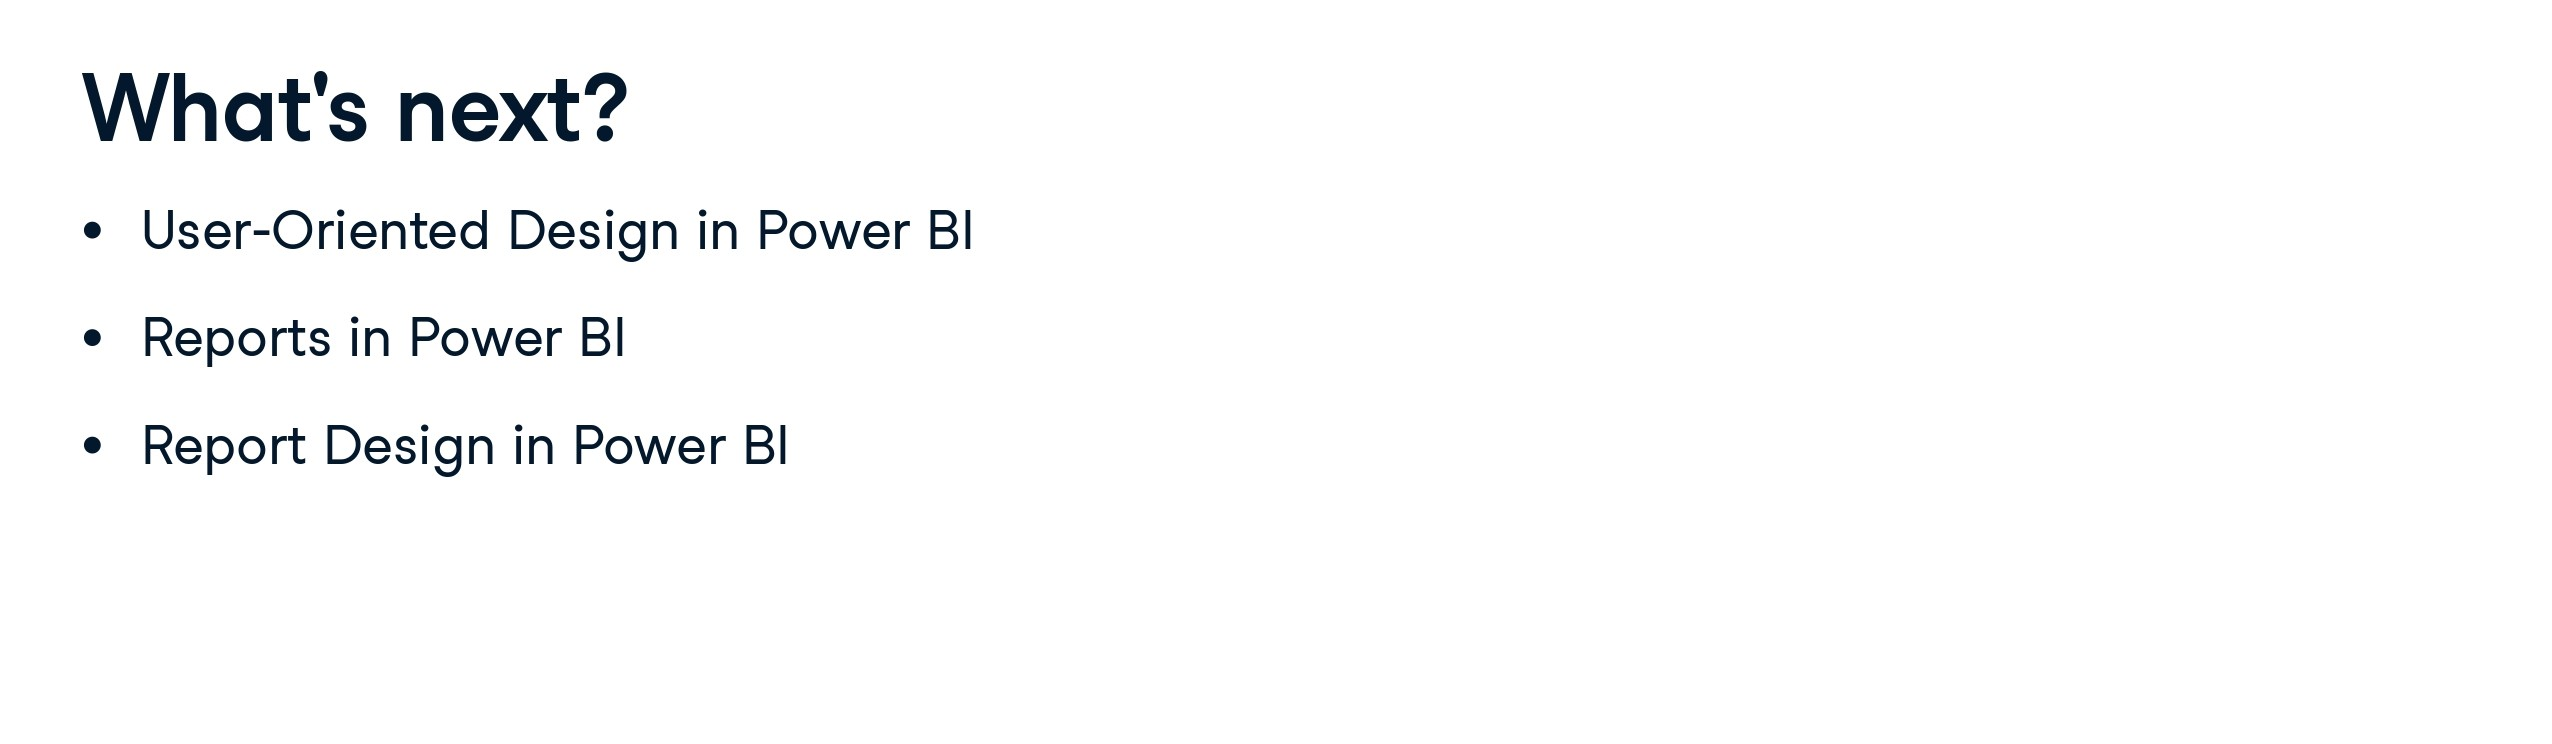 What's next?
• User-Oriented Design in Power BI
• Reports in Power BI
• Report Design in Power BI